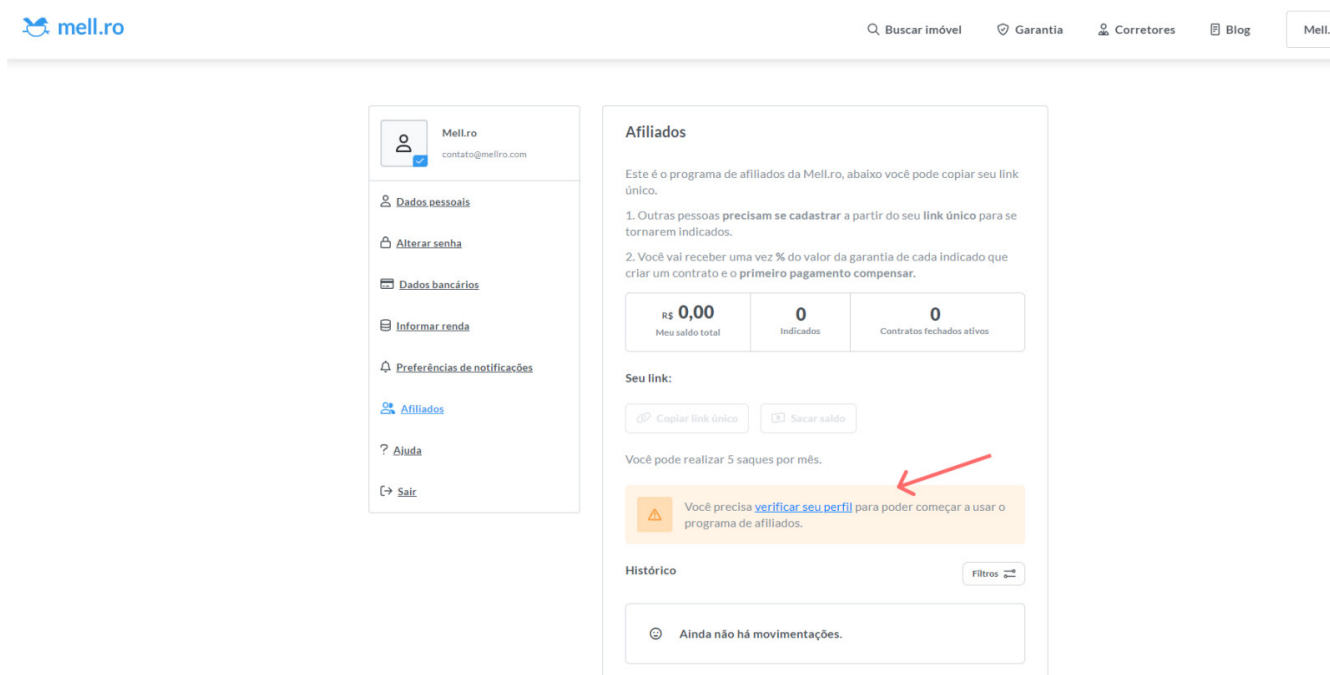 mell.ro
Buscar imóvel
Garantia
Corretores
Blog
Mell.
Mell.ro
contato@mellro.com
Dados pessoais
Alterar senha
Dados bancários
Informar renda
Preferências de notificações
Afiliados
? Ajuda
Sair
Afiliados
Este é o programa de afiliados da Mell.ro, abaixo você pode copiar seu link
único.
1. Outras pessoas precisam se cadastrar a partir do seu link único para se
tornarem indicados.
2. Você vai receber uma vez % do valor da garantia de cada indicado que
criar um contrato e o primeiro pagamento compensar.
R$ 0,00
Meu saldo total
0
Indicados
0
Contratos fechados ativos
Seu link:
Copiar link único
Sacar saldo
Você pode realizar 5 saques por mês.
Você precisa verificar seu perfil para poder começar a usar o
programa de afiliados.
Histórico
Filtros
Ainda não há movimentações.